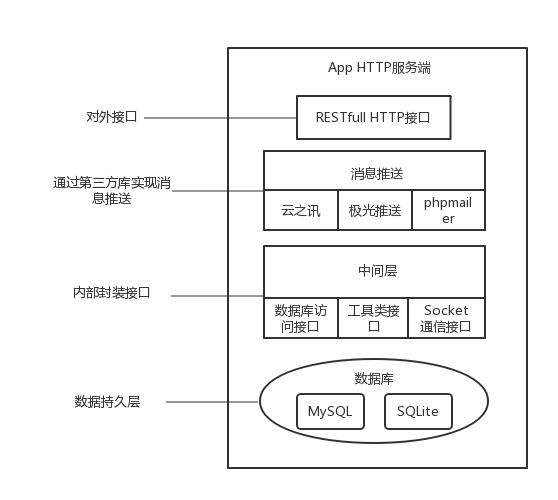 App HTTP服务端
对外接口
RESTfull HTTP接口
通过第三方库实现消
息推送
消息推送
云之讯
极光推送
phpmail
er
内部封装接口
中间层
数据库访
问接口
工具类接
口
Socket
通信接口
数据持久层
数据库
MySQL
SQLite